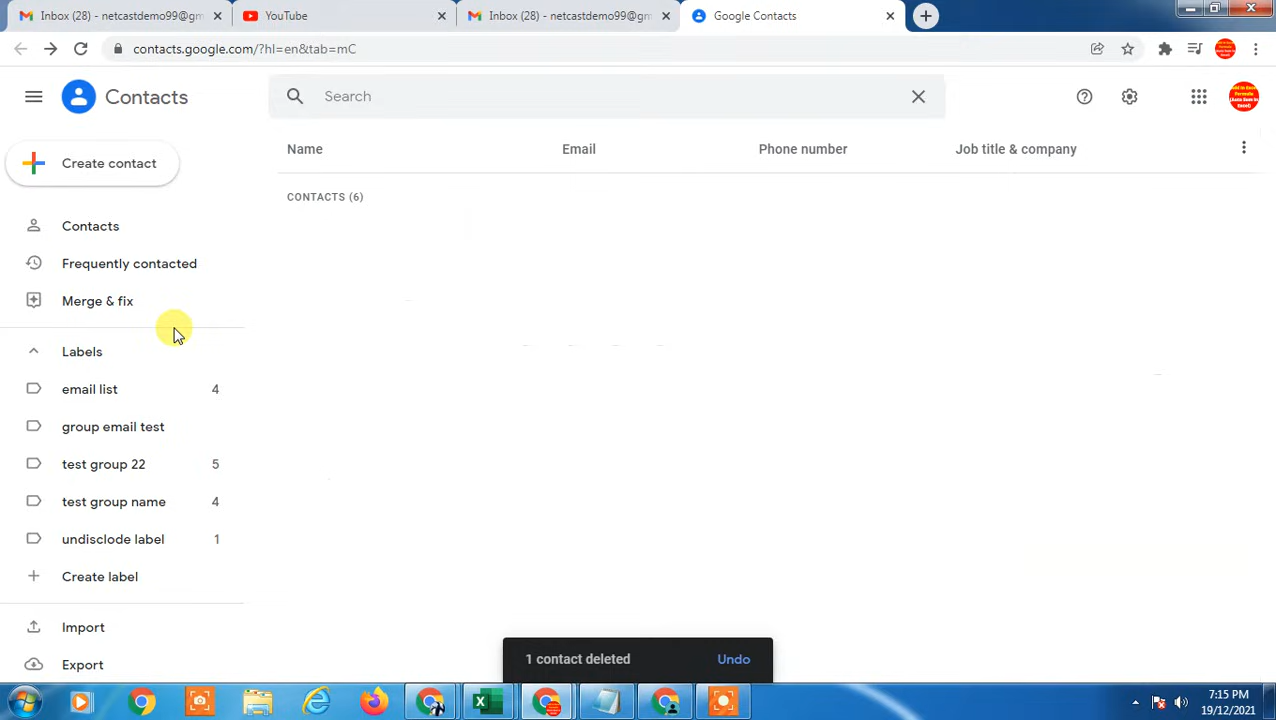 Inbox (28) - netcastdemo99@gm
YouTube
Inbox (28) - netcastdemo99@gm
Google Contacts
contacts.google.com/?hl=en&tab=mC
Contacts
Search
Create contact
Name
Email
Phone number
Job title & company
CONTACTS (6)
Contacts
Frequently contacted
Merge & fix
Labels
email list 4
group email test
test group 22 5
test group name 4
undisclode label 1
Create label
Import
Export
1 contact deleted
Undo
7:15 PM
19/12/2021